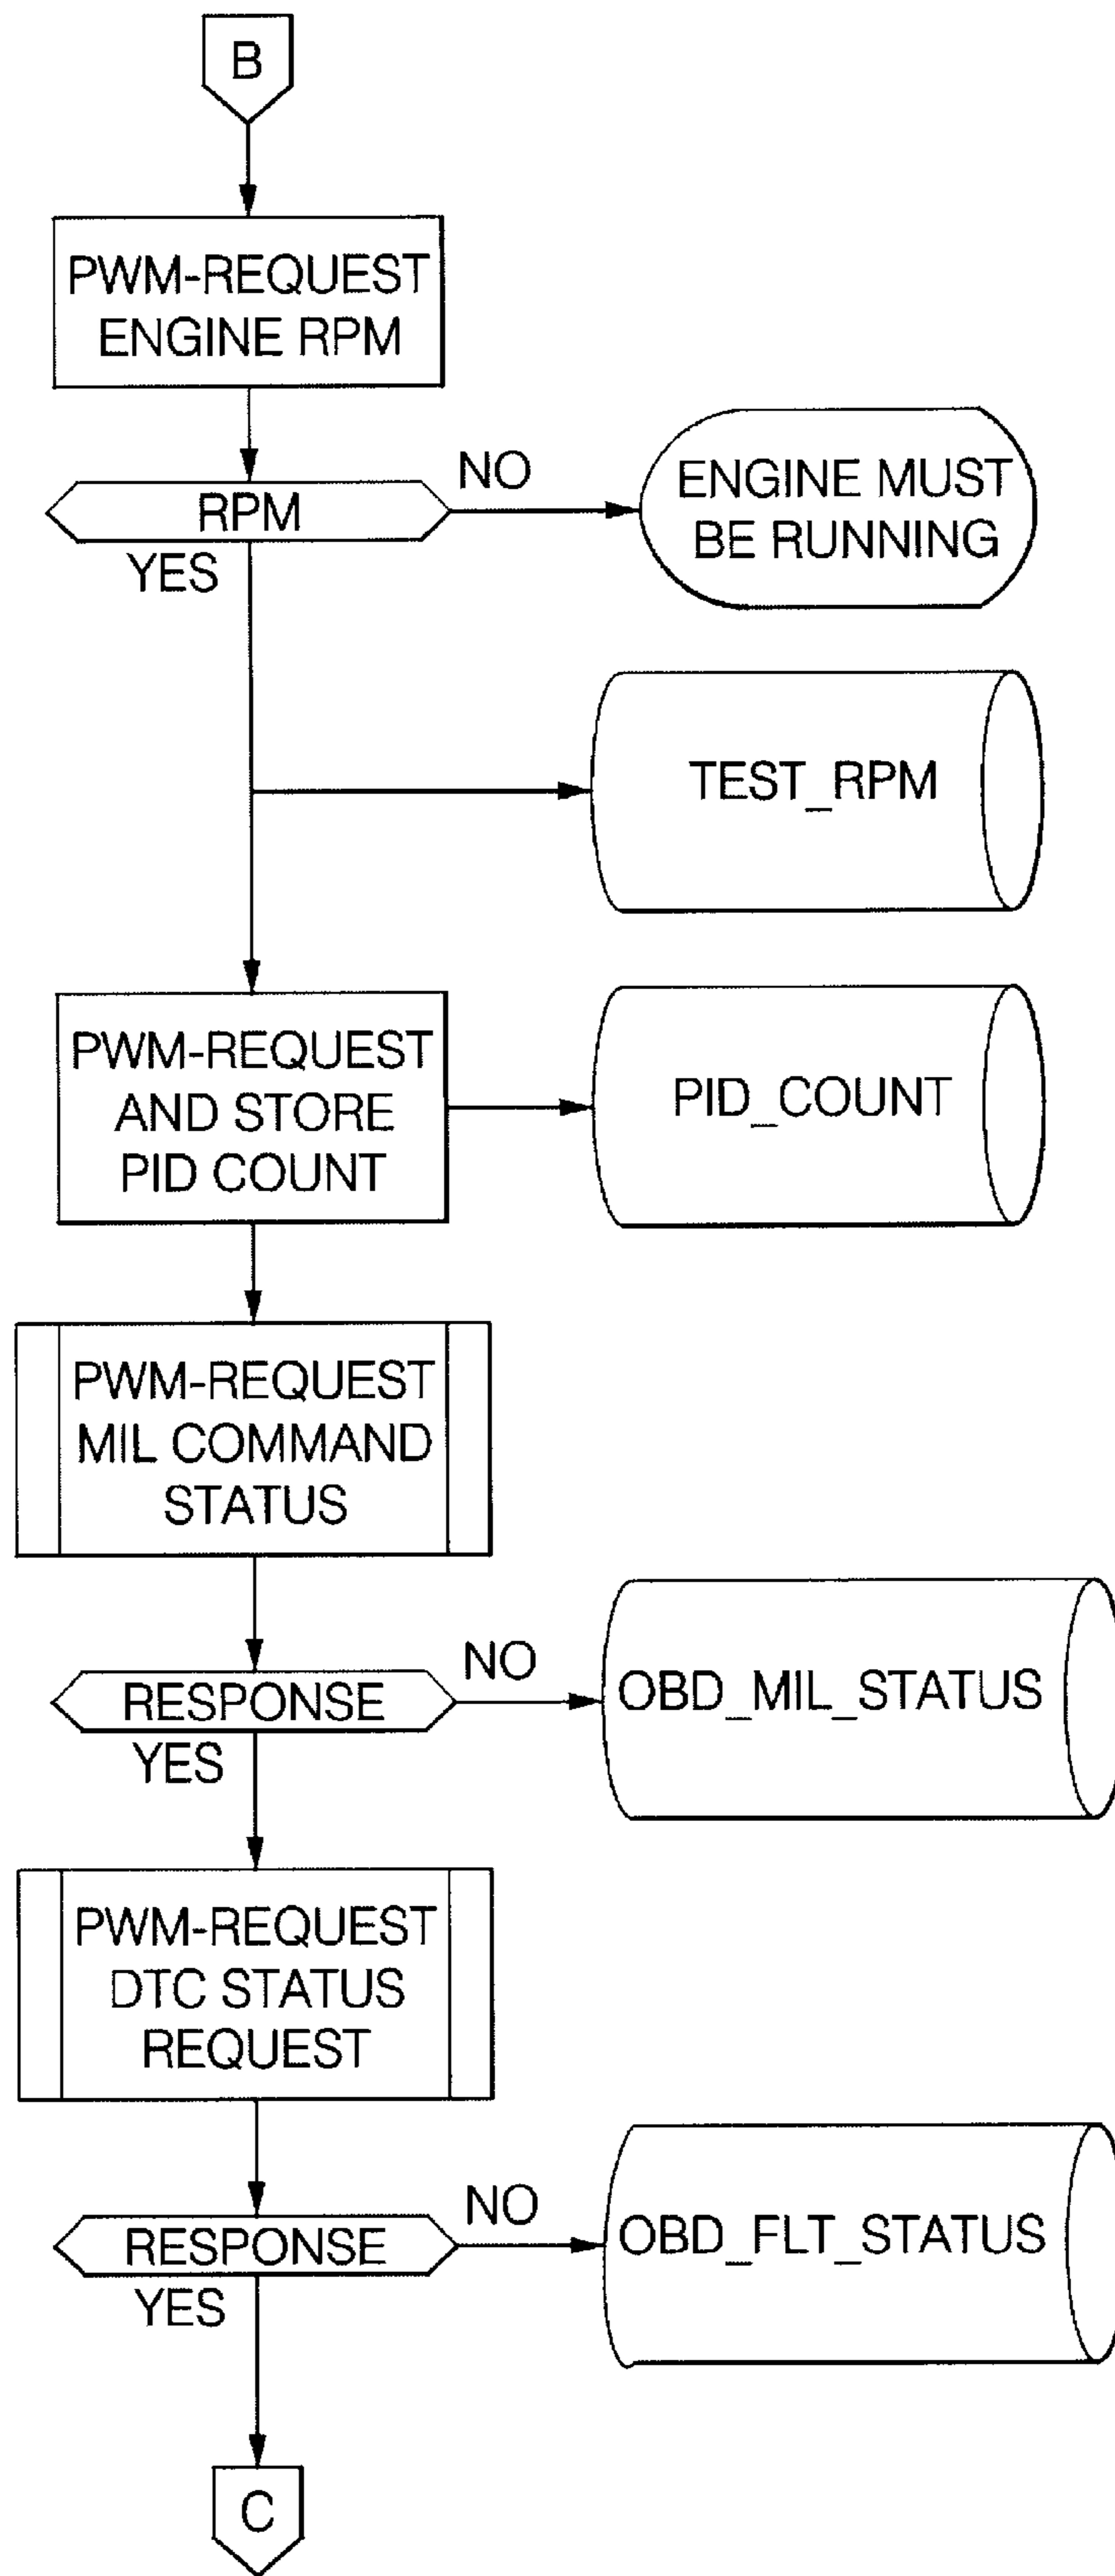 B
PWM-REQUEST
ENGINE RPM
RPM
NO
ENGINE MUST
BE RUNNING
YES
TEST_RPM
PWM-REQUEST
AND STORE
PID COUNT
PID_COUNT
PWM-REQUEST
MIL COMMAND
STATUS
RESPONSE
NO
OBD_MIL_STATUS
YES
PWM-REQUEST
DTC STATUS
REQUEST
RESPONSE
NO
OBD_FLT_STATUS
YES
C